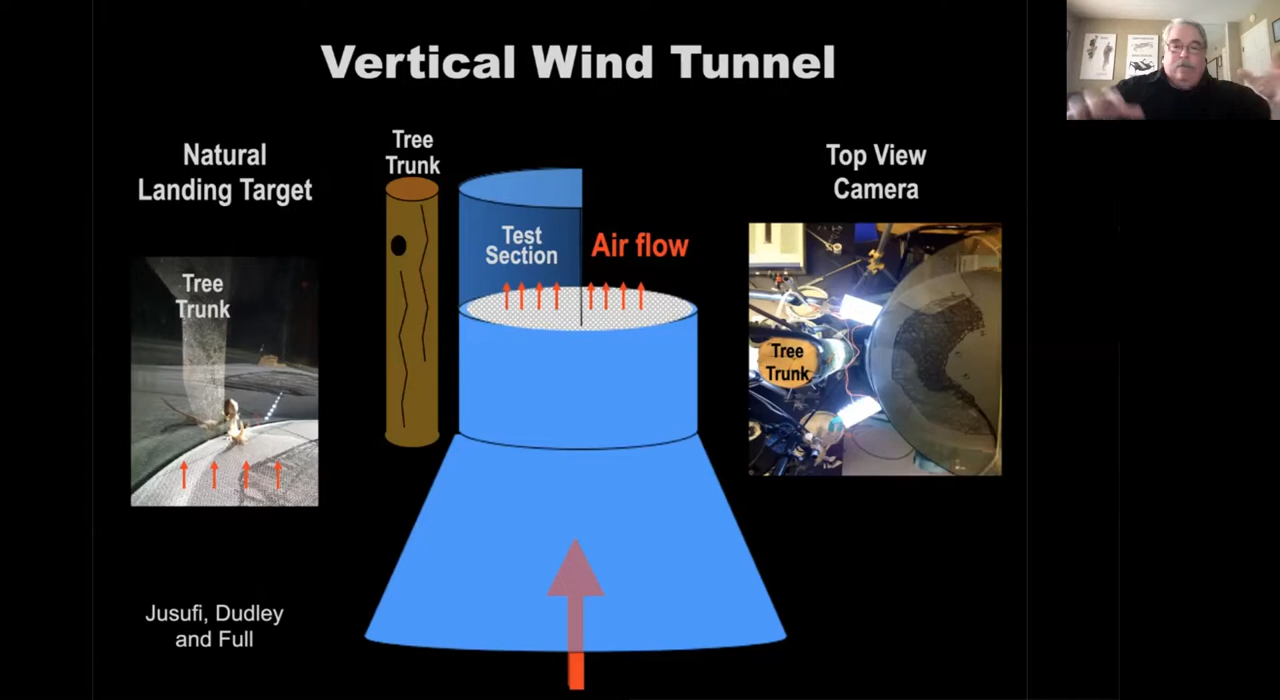 Vertical Wind Tunnel
Natural
Landing Target
Tree
Trunk
Tree
Trunk
Test
Section
Air flow
Top View
Camera
Tree
Trunk
Jusufi, Dudley
and Full